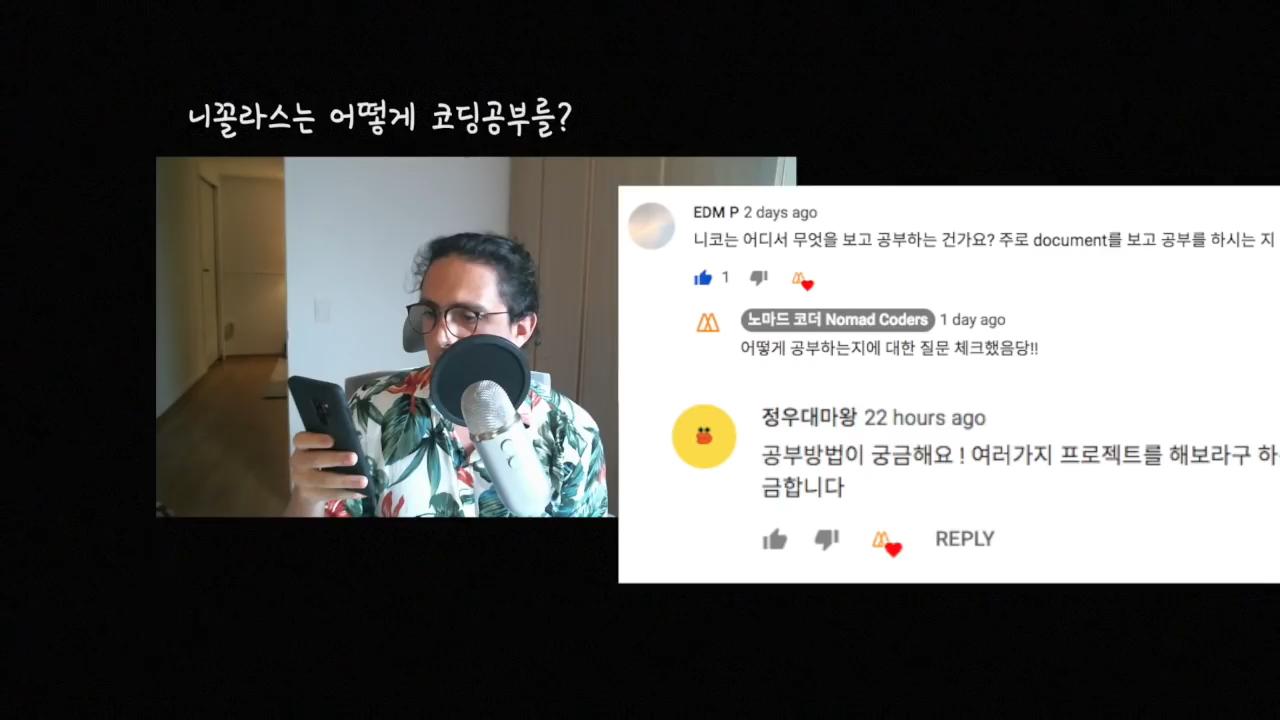 니꼴라스는 어떻게 코딩공부를?
EDM P 2 days ago
니코는 어디서 무엇을 보고 공부하는 건가요? 주로 document를 보고 공부를 하시는 지
1
노마드 코더 Nomad Coders 1 day ago
어떻게 공부하는지에 대한 질문 체크했음당!!
정우대마왕 22 hours ago
공부방법이 궁금해요 ! 여러가지 프로젝트를 해보라구 하
금합니다
REPLY